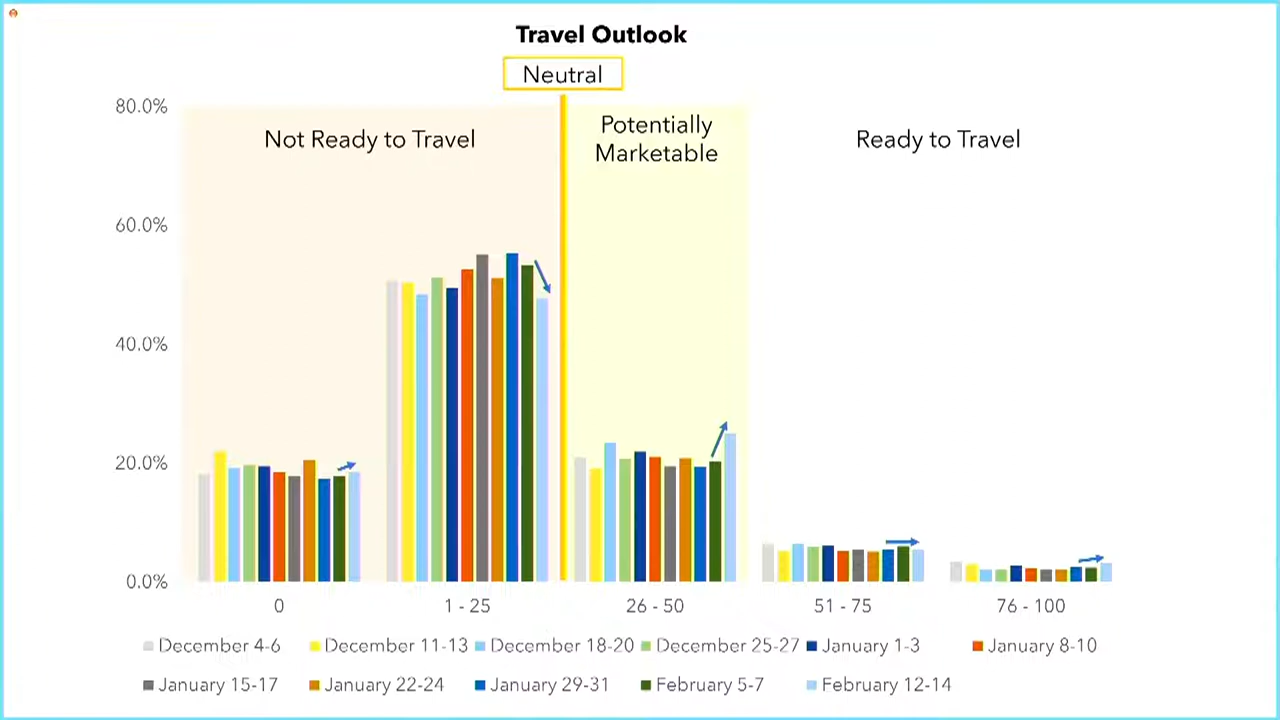 Travel Outlook
Neutral
80.0%
Not Ready to Travel
Potentially
Marketable
Ready to Travel
60.0%
40.0%
20.0%
0.0%
0
1 - 25
26 - 50
51 - 75
76 - 100
December 4-6
December 11-13
December 18-20
December 25-27
January 1-3
January 8-10
January 15-17
January 22-24
January 29-31
February 5-7
February 12-14